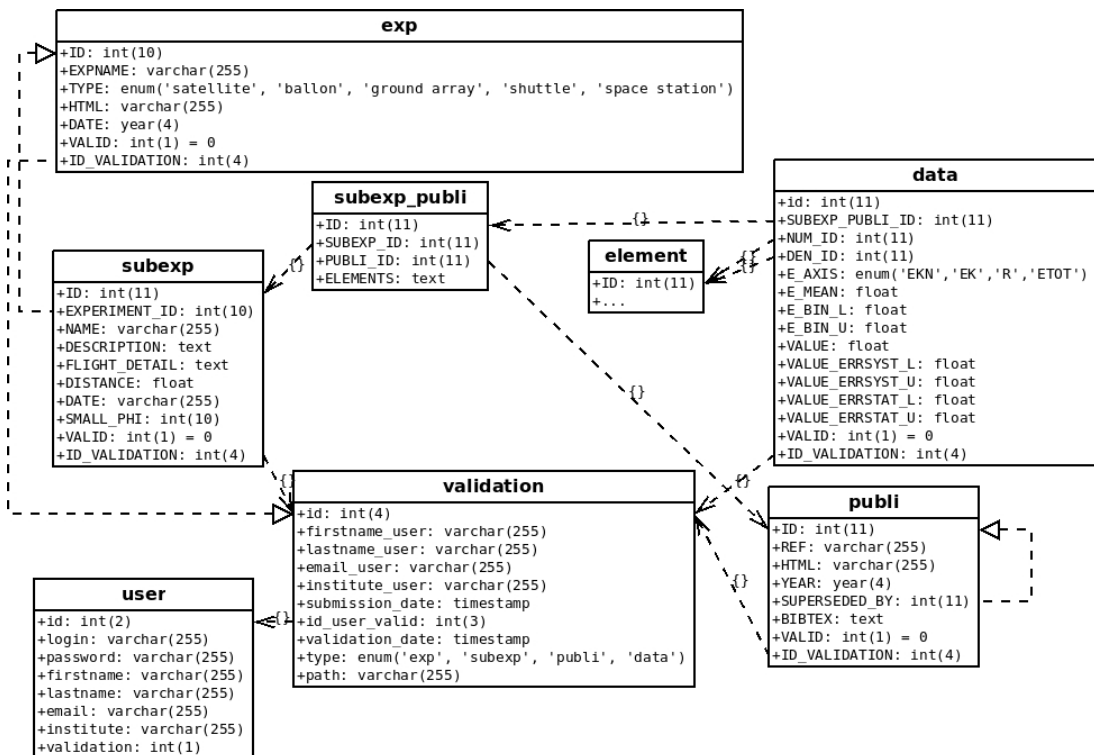 exp
+ID: int(10)
+EXPNAME: varchar(255)
+TYPE: enum('satellite', 'ballon', 'ground array', 'shuttle', 'space station')
+HTML: varchar(255)
+DATE: year(4)
+VALID: int(1) = 0
+ID_VALIDATION: int(4)
subexp_publi
+ID: int(11)
+SUBEXP_ID: int(11)
+PUBLI_ID: int(11)
+ELEMENTS: text
{}
data
+id: int(11)
+SUBEXP_PUBLI_ID: int(11)
+NUM_ID: int(11)
+DEN_ID: int(11)
+E_AXIS: enum('EKN','EK','R','ETOT')
+E_MEAN: float
+E_BIN_L: float
+E_BIN_U: float
+VALUE: float
+VALUE_ERRSYST_L: float
+VALUE_ERRSYST_U: float
+VALUE_ERRSTAT_L: float
+VALUE_ERRSTAT_U: float
+VALID: int(1) = 0
+ID_VALIDATION: int(4)
element
+ID: int(11)
+...
{}
{}
subexp
+ID: int(11)
+EXPERIMENT_ID: int(10)
+NAME: varchar(255)
+DESCRIPTION: text
+FLIGHT_DETAIL: text
+DISTANCE: float
+DATE: varchar(255)
+SMALL_PHI: int(10)
+VALID: int(1) = 0
+ID_VALIDATION: int(4)
{}
{}
{}
{}
validation
+id: int(4)
+firstname_user: varchar(255)
+lastname_user: varchar(255)
+email_user: varchar(255)
+institute_user: varchar(255)
+submission_date: timestamp
+id_user_valid: int(3)
+validation_date: timestamp
+type: enum('exp', 'subexp', 'publi', 'data')
+path: varchar(255)
publi
+ID: int(11)
+REF: varchar(255)
+HTML: varchar(255)
+YEAR: year(4)
+SUPERSEDED_BY: int(11)
+BIBTEX: text
+VALID: int(1) = 0
+ID_VALIDATION: int(4)
{}
{}
user
+id: int(2)
+login: varchar(255)
+password: varchar(255)
+firstname: varchar(255)
+lastname: varchar(255)
+email: varchar(255)
+institute: varchar(255)
+validation: int(1)